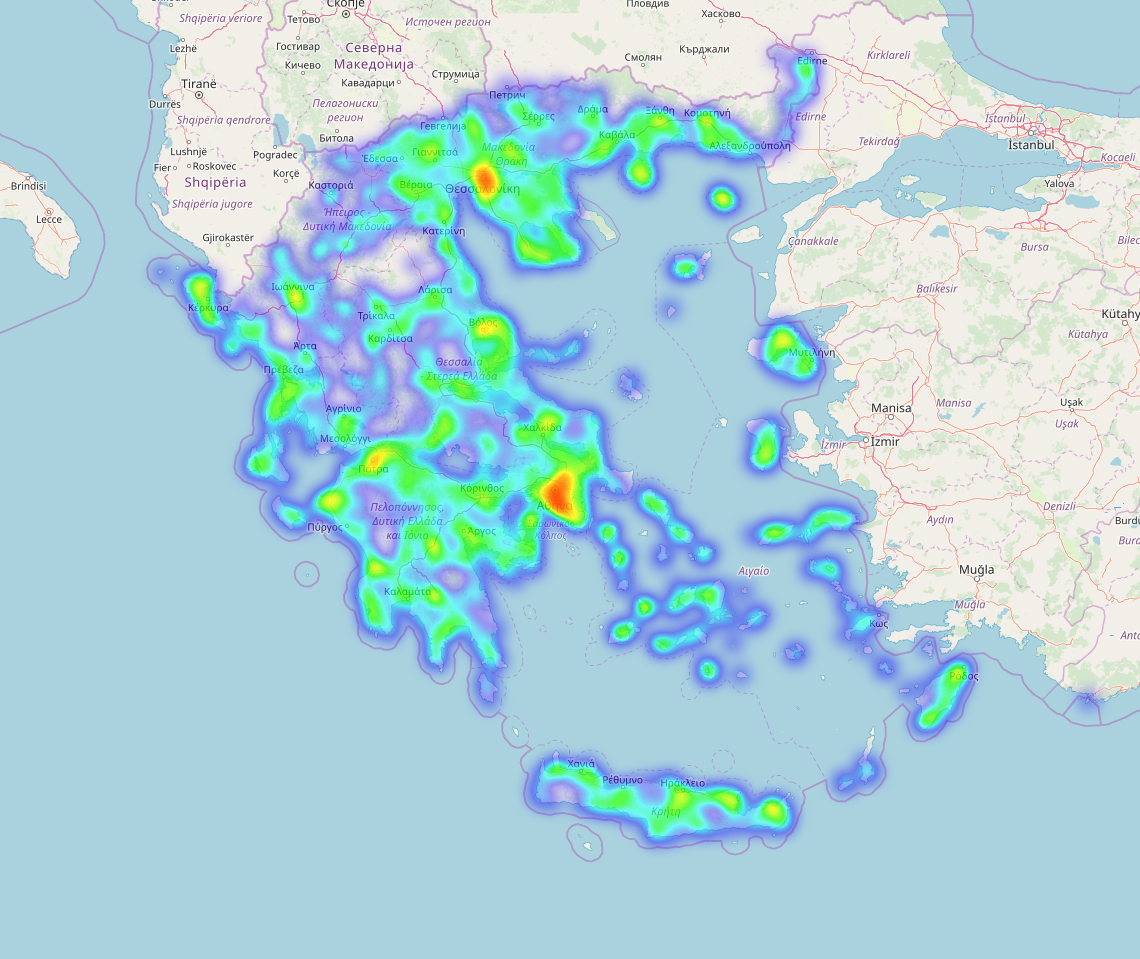 Скопје
Пловдив
Хасково
Shqipëria veriore
Тетово
Источен регион
Lezhë
Гостивар
Северна
Македонија
Кърджали
Edirne
Kırklareli
Кичево
Смолян
Tiranë
Струмица
Кавадарци
Петрич
Durrës
Пелагониски
регион
Δράμα
Ξάνθη
Κομοτηνή
Σέρρες
Edirne
İstanbul
Shqipëria qendrore
Гевгелија
İstanbul
Битола
Καβάλα
Tekirdağ
Αλεξανδρούπολη
Kocaeli
Lushnjë
Pogradec
Έδεσσα
Γιαννιτσά
Μακεδονία
Θράκη
Fier
Roskovec
Korçë
Yalova
Brindisi
Shqipëria
Καστοριά
Βέροια
Θεσσαλονίκη
Lecce
Shqipëria jugore
Ήπειρος -
Δυτική Μακεδονία
Κατερίνη
Gjirokastër
Çanakkale
Bursa
Bilec
Ιωάννινα
Λάρισα
Balıkesir
Κέρκυρα
Τρίκαλα
Βόλος
Kütahy
Kütahya
Καρδίτσα
Άρτα
Μυτιλήνη
Θεσσαλία
Στερεά Ελλάδα
Πρέβεζα
Manisa
Manisa
Uşak
Αγρίνιο
Uşak
Χαλκίδα
Μεσολόγγι
İzmir
İzmir
Πάτρα
Κόρινθος
Πελοπόννησος,
Δυτική Ελλάδα
και Ιόνιο
Denizli
Aydın
Burdu
Πύργος
Άργος
Κόλπος
Αιγαίο
Muğla
Καλαμάτα
Muğla
Κως
Anta
Ρόδος
Χανιά
Ρέθυμνο
Ηράκλειο
Κρήτη